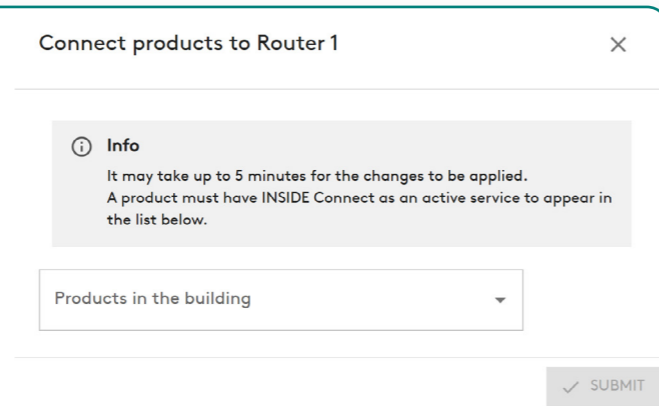 Connect products to Router 1
Info
It may take up to 5 minutes for the changes to be applied.
A product must have INSIDE Connect as an active service to appear in
the list below.
Products in the building
SUBMIT